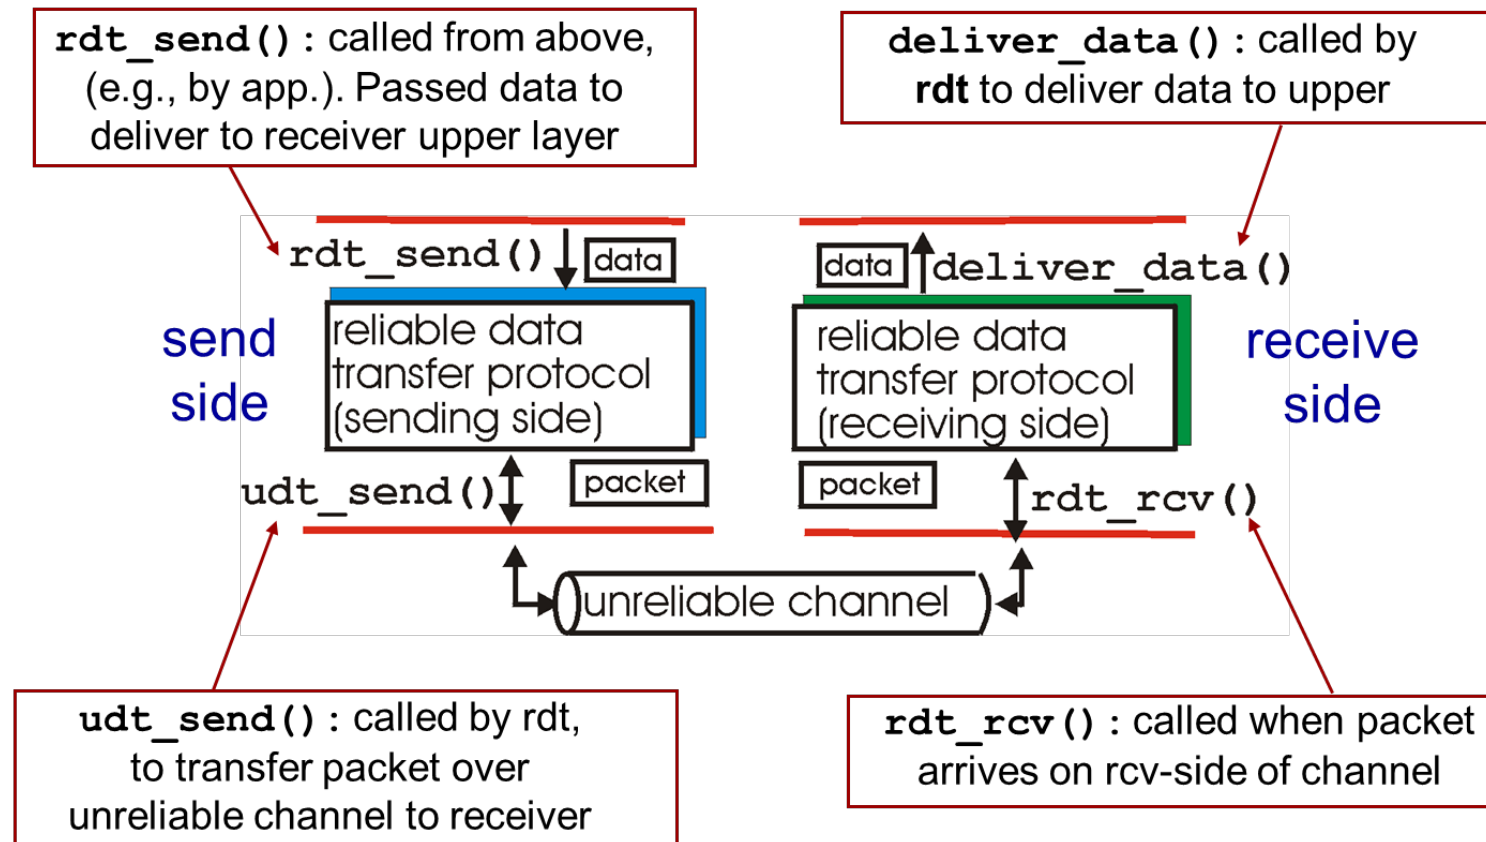 rdt_send(): called from above,
(e.g., by app.). Passed data to
deliver to receiver upper layer
deliver_data(): called by
rdt to deliver data to upper
rdt_send()
data
data
deliver_data()
send
side
reliable data
transfer protocol
(sending side)
reliable data
transfer protocol
(receiving side)
receive
side
udt_send()
packet
packet
rdt_rcv()
unreliable channel
udt_send(): called by rdt,
to transfer packet over
unreliable channel to receiver
rdt_rcv(): called when packet
arrives on rcv-side of channel